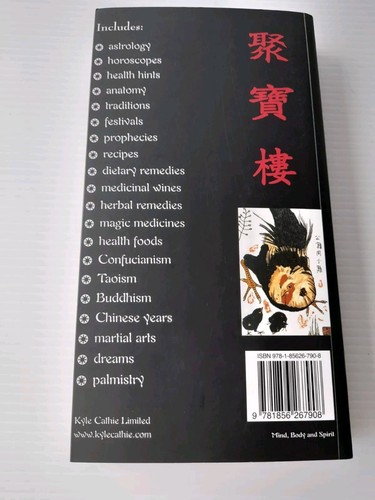 Includes:
astrology
horoscopes
health hints
anatomy
traditions
festivals
prophecies
recipes
dietary remedies
medicinal wines
herbal remedies
magic medicines
health foods
Confucianism
Taoism
Buddhism
Chinese years
martial arts
dreams
palmistry
Kyle Cathie Limited
www.kylecathie.com
聚
寶
樓
ISBN 978-1-85626-790-8
9 781856 267908
Mind, Body and Spirit